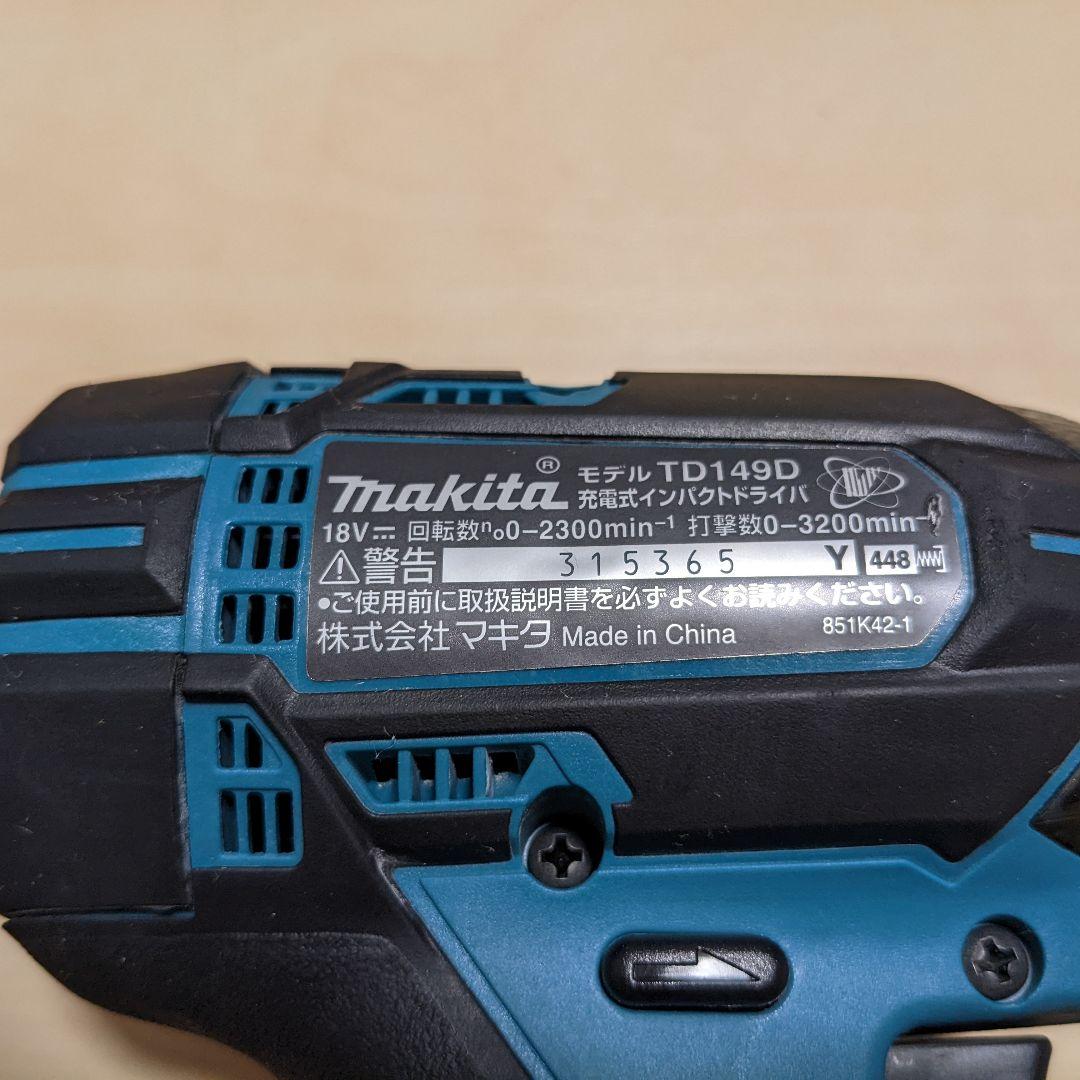 makita® モデル TD149D
充電式インパクトドライバ
18V⎓ 回転数n₀0-2300min⁻¹ 打撃数0-3200min⁻¹
⚠警告 315365 Y 448
●ご使用前に取扱説明書を必ずよくお読みください。
株式会社 マキタ Made in China 851K42-1